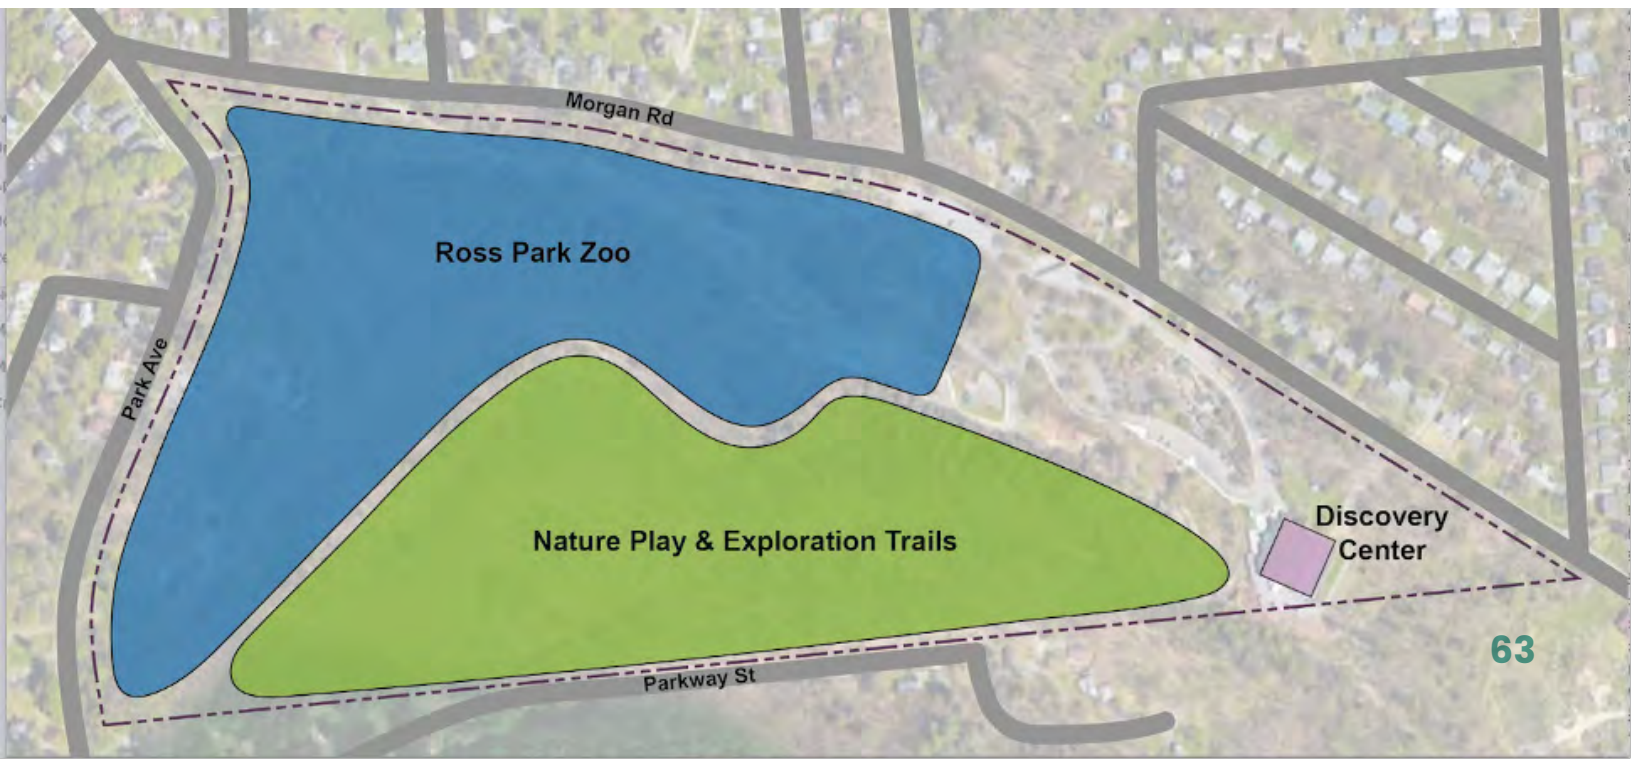 Morgan Rd
Ross Park Zoo
Park Ave
Nature Play & Exploration Trails
Discovery
Center
63
Parkway St